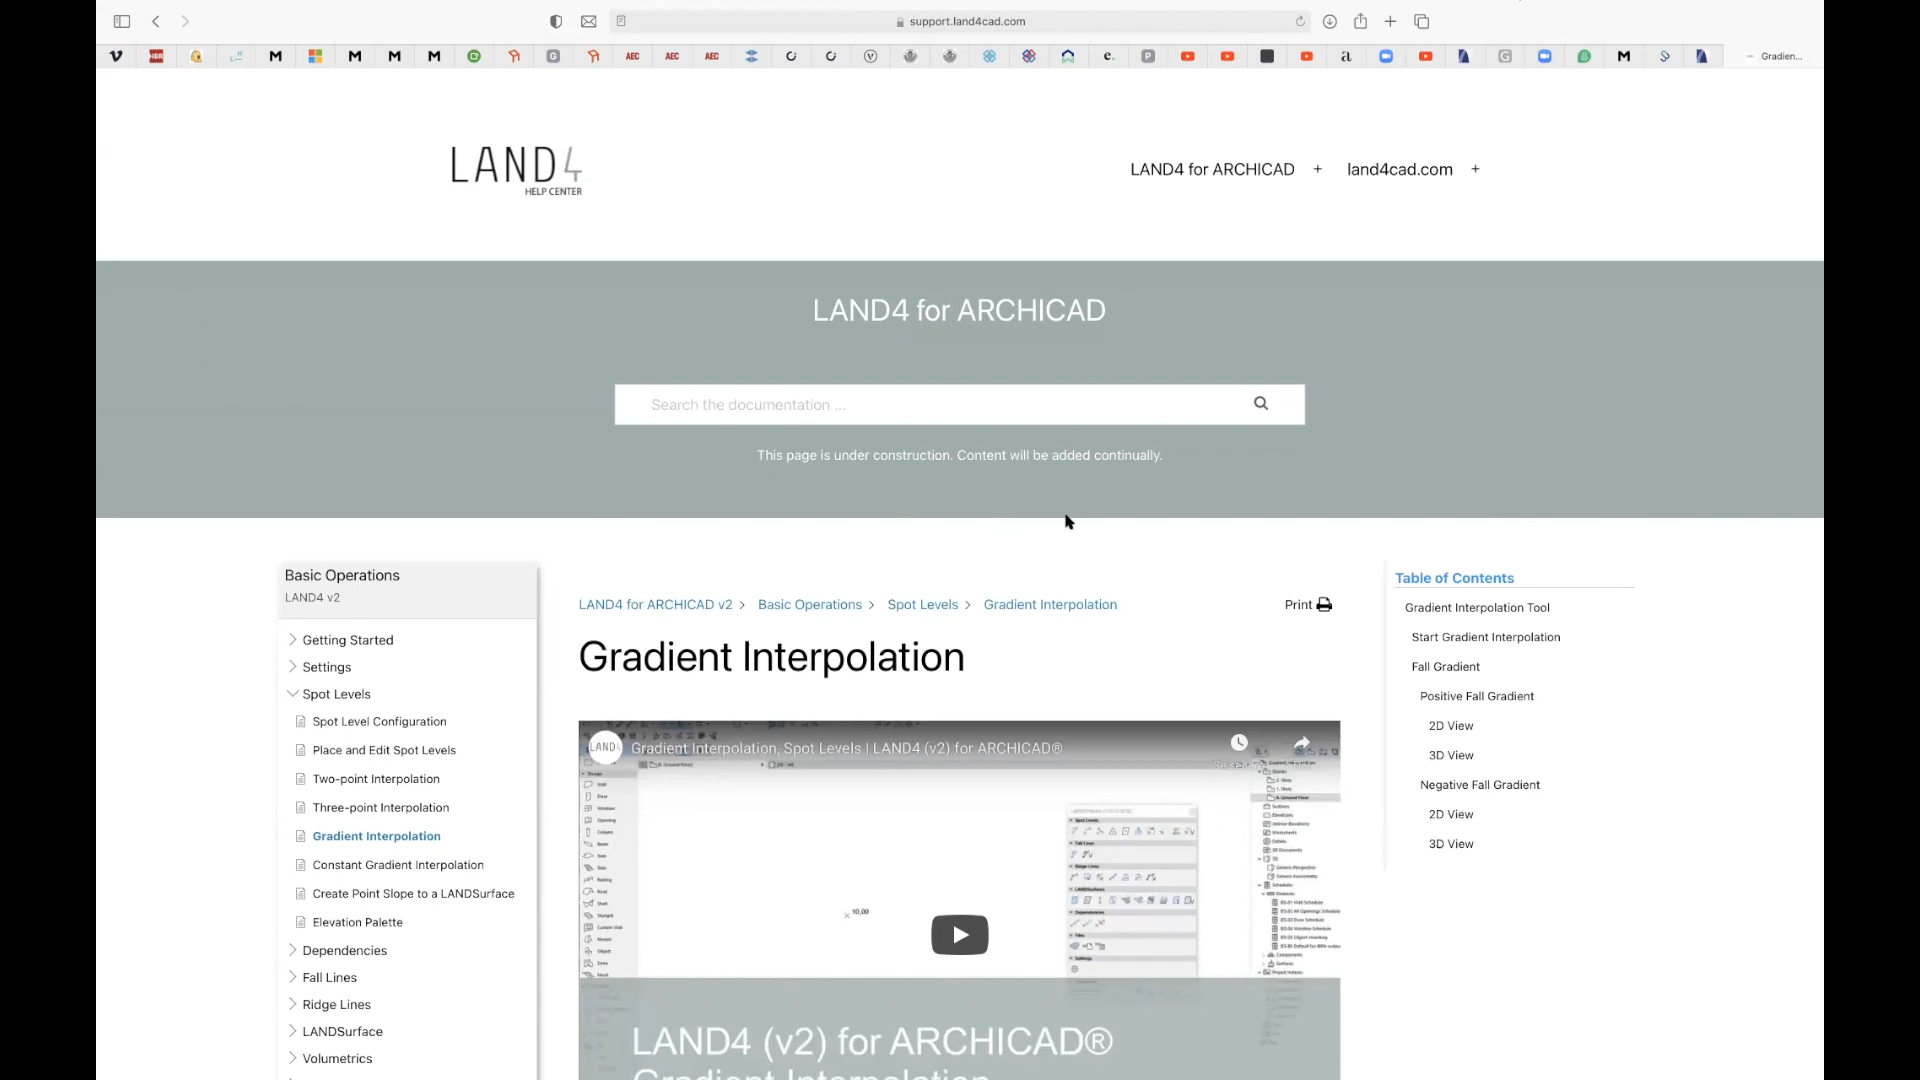 support.land4cad.com
Gradien...
LAND4
HELP CENTER
LAND4 for ARCHICAD +
land4cad.com +
LAND4 for ARCHICAD
Search the documentation ...
This page is under construction. Content will be added continually.
Basic Operations
LAND4 v2
Getting Started
Settings
Spot Levels
Spot Level Configuration
Place and Edit Spot Levels
Two-point Interpolation
Three-point Interpolation
Gradient Interpolation
Constant Gradient Interpolation
Create Point Slope to a LANDSurface
Elevation Palette
Dependencies
Fall Lines
Ridge Lines
LANDSurface
Volumetrics
LAND4 for ARCHICAD v2 > Basic Operations > Spot Levels > Gradient Interpolation
Print
Gradient Interpolation
LAND4
Gradient Interpolation, Spot Levels | LAND4 (v2) for ARCHICAD®
10,00
LAND4 (v2) for ARCHICAD®
Gradient Interpolation
Table of Contents
Gradient Interpolation Tool
Start Gradient Interpolation
Fall Gradient
Positive Fall Gradient
2D View
3D View
Negative Fall Gradient
2D View
3D View